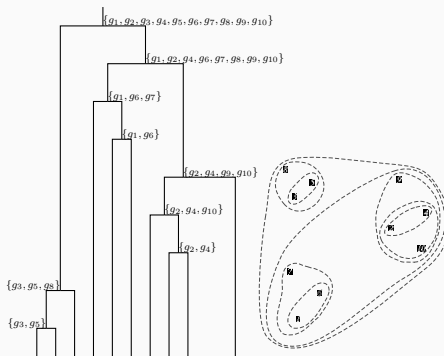 {g1, g2, g3, g4, g5, g6, g7, g8, g9, g10}
{g1, g2, g4, g6, g7, g8, g9, g10}
{g1, g6, g7}
{g1, g6}
{g2, g4, g9, g10}
{g2, g4, g10}
{g2, g4}
{g3, g5, g8}
{g3, g5}